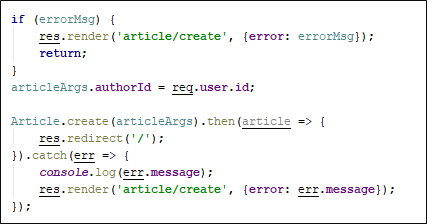 if (errorMsg) {
res.render('article/create', {error: errorMsg});
return;
}
articleArgs.authorId = req.user.id;
Article.create(articleArgs).then(article => {
res.redirect('/');
}).catch(err => {
console.log(err.message);
res.render('article/create', {error: err.message});
});